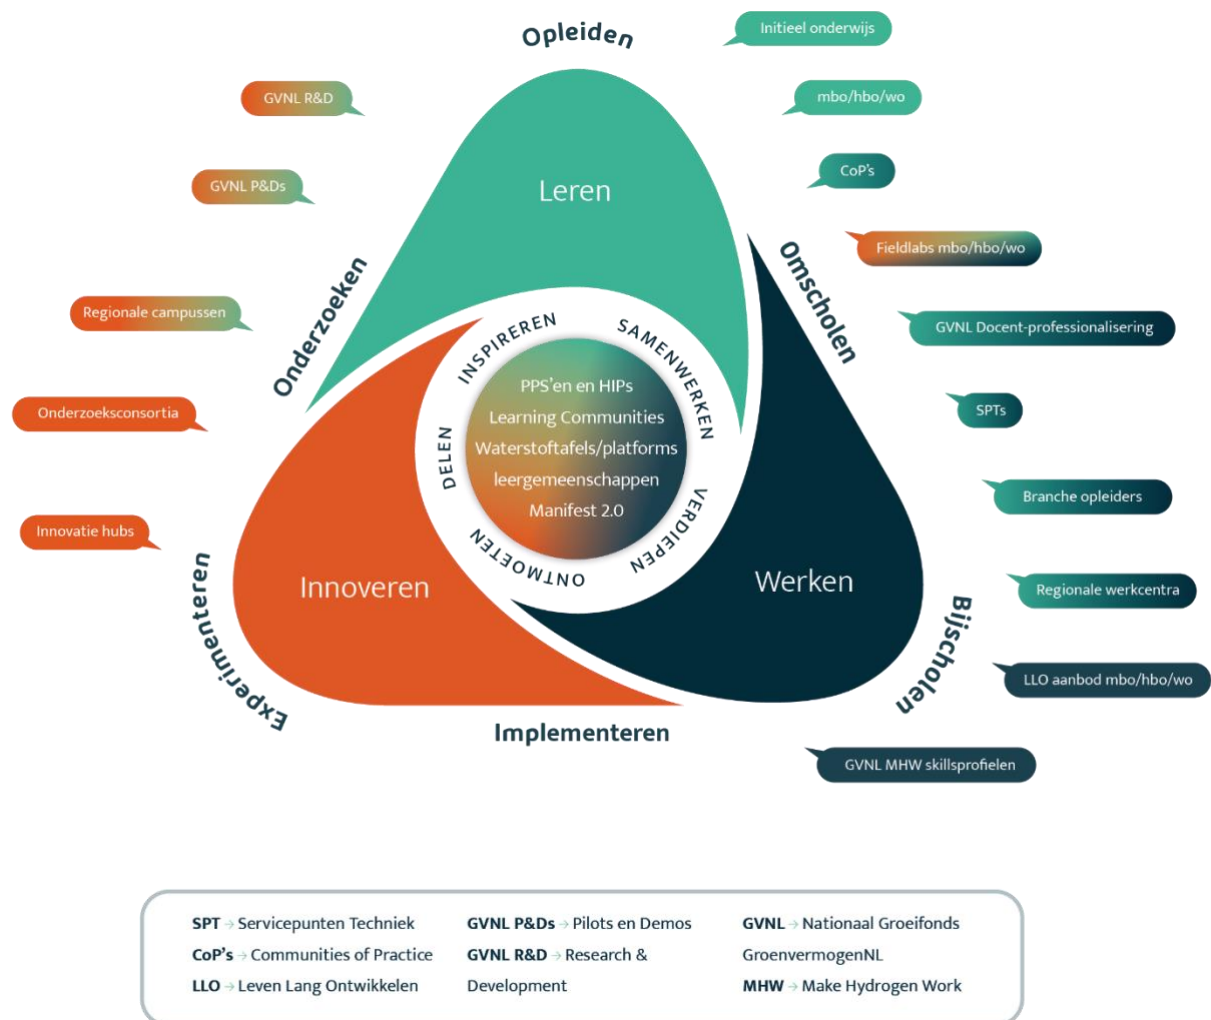 Opleiden
Initieel onderwijs
mbo/hbo/wo
CoP's
Fieldlabs mbo/hbo/wo
GVNL Docent-professionalisering
SPTs
Branche opleiders
Regionale werkcentra
LLO aanbod mbo/hbo/wo
GVNL MHW skillsprofielen
GVNL R&D
GVNL P&Ds
Regionale campussen
Onderzoeksconsortia
Innovatie hubs
Onderzoeken
Omscholen
Bijscholen
Implementeren
Experimenteren
Leren
Werken
Innoveren
INSPIREREN
SAMENWERKEN
VERDIEPEN
ONTMOETEN
DELEN
PPS'en en HIPs
Learning Communities
Waterstoftafels/platforms
leergemeenschappen
Manifest 2.0
SPT → Servicepunten Techniek
CoP's → Communities of Practice
LLO → Leven Lang Ontwikkelen
GVNL P&Ds → Pilots en Demos
GVNL R&D → Research &
Development
GVNL → Nationaal Groeifonds
GroenvermogenNL
MHW → Make Hydrogen Work